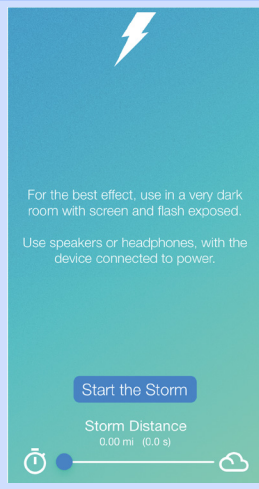 For the best effect, use in a very dark
room with screen and flash exposed.
Use speakers or headphones, with the
device connected to power.
Start the Storm
Storm Distance
0.00 mi (0.0 s)